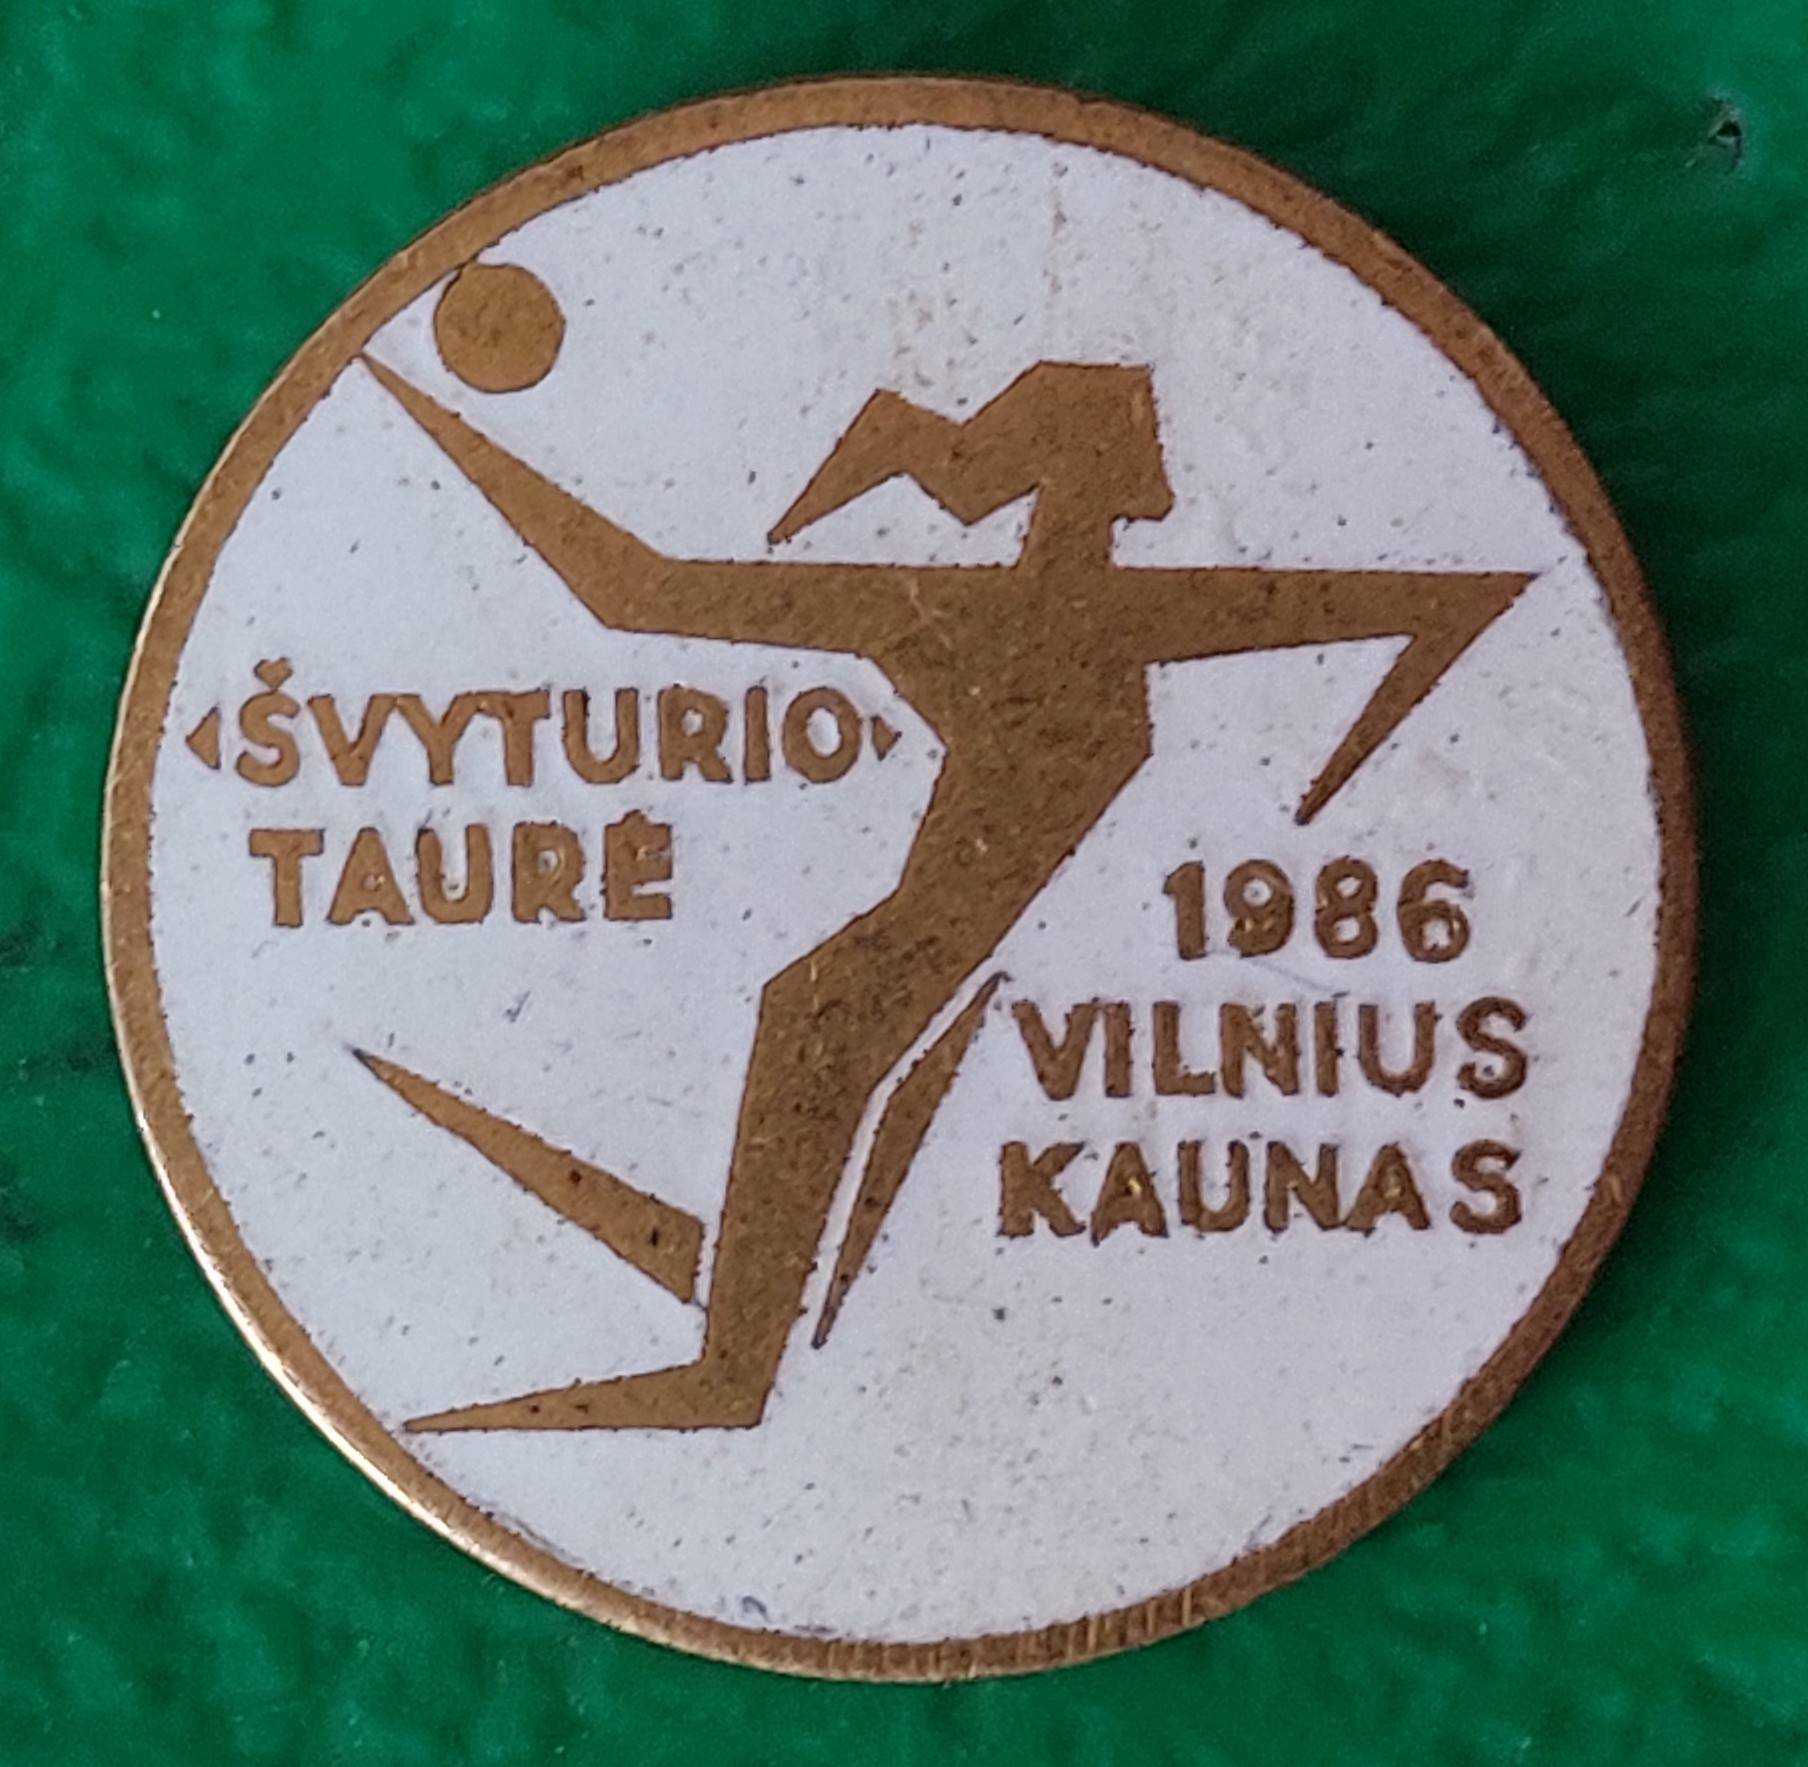 ‹ŠVYTURIO›
TAURĖ
1986
VILNIUS
KAUNAS